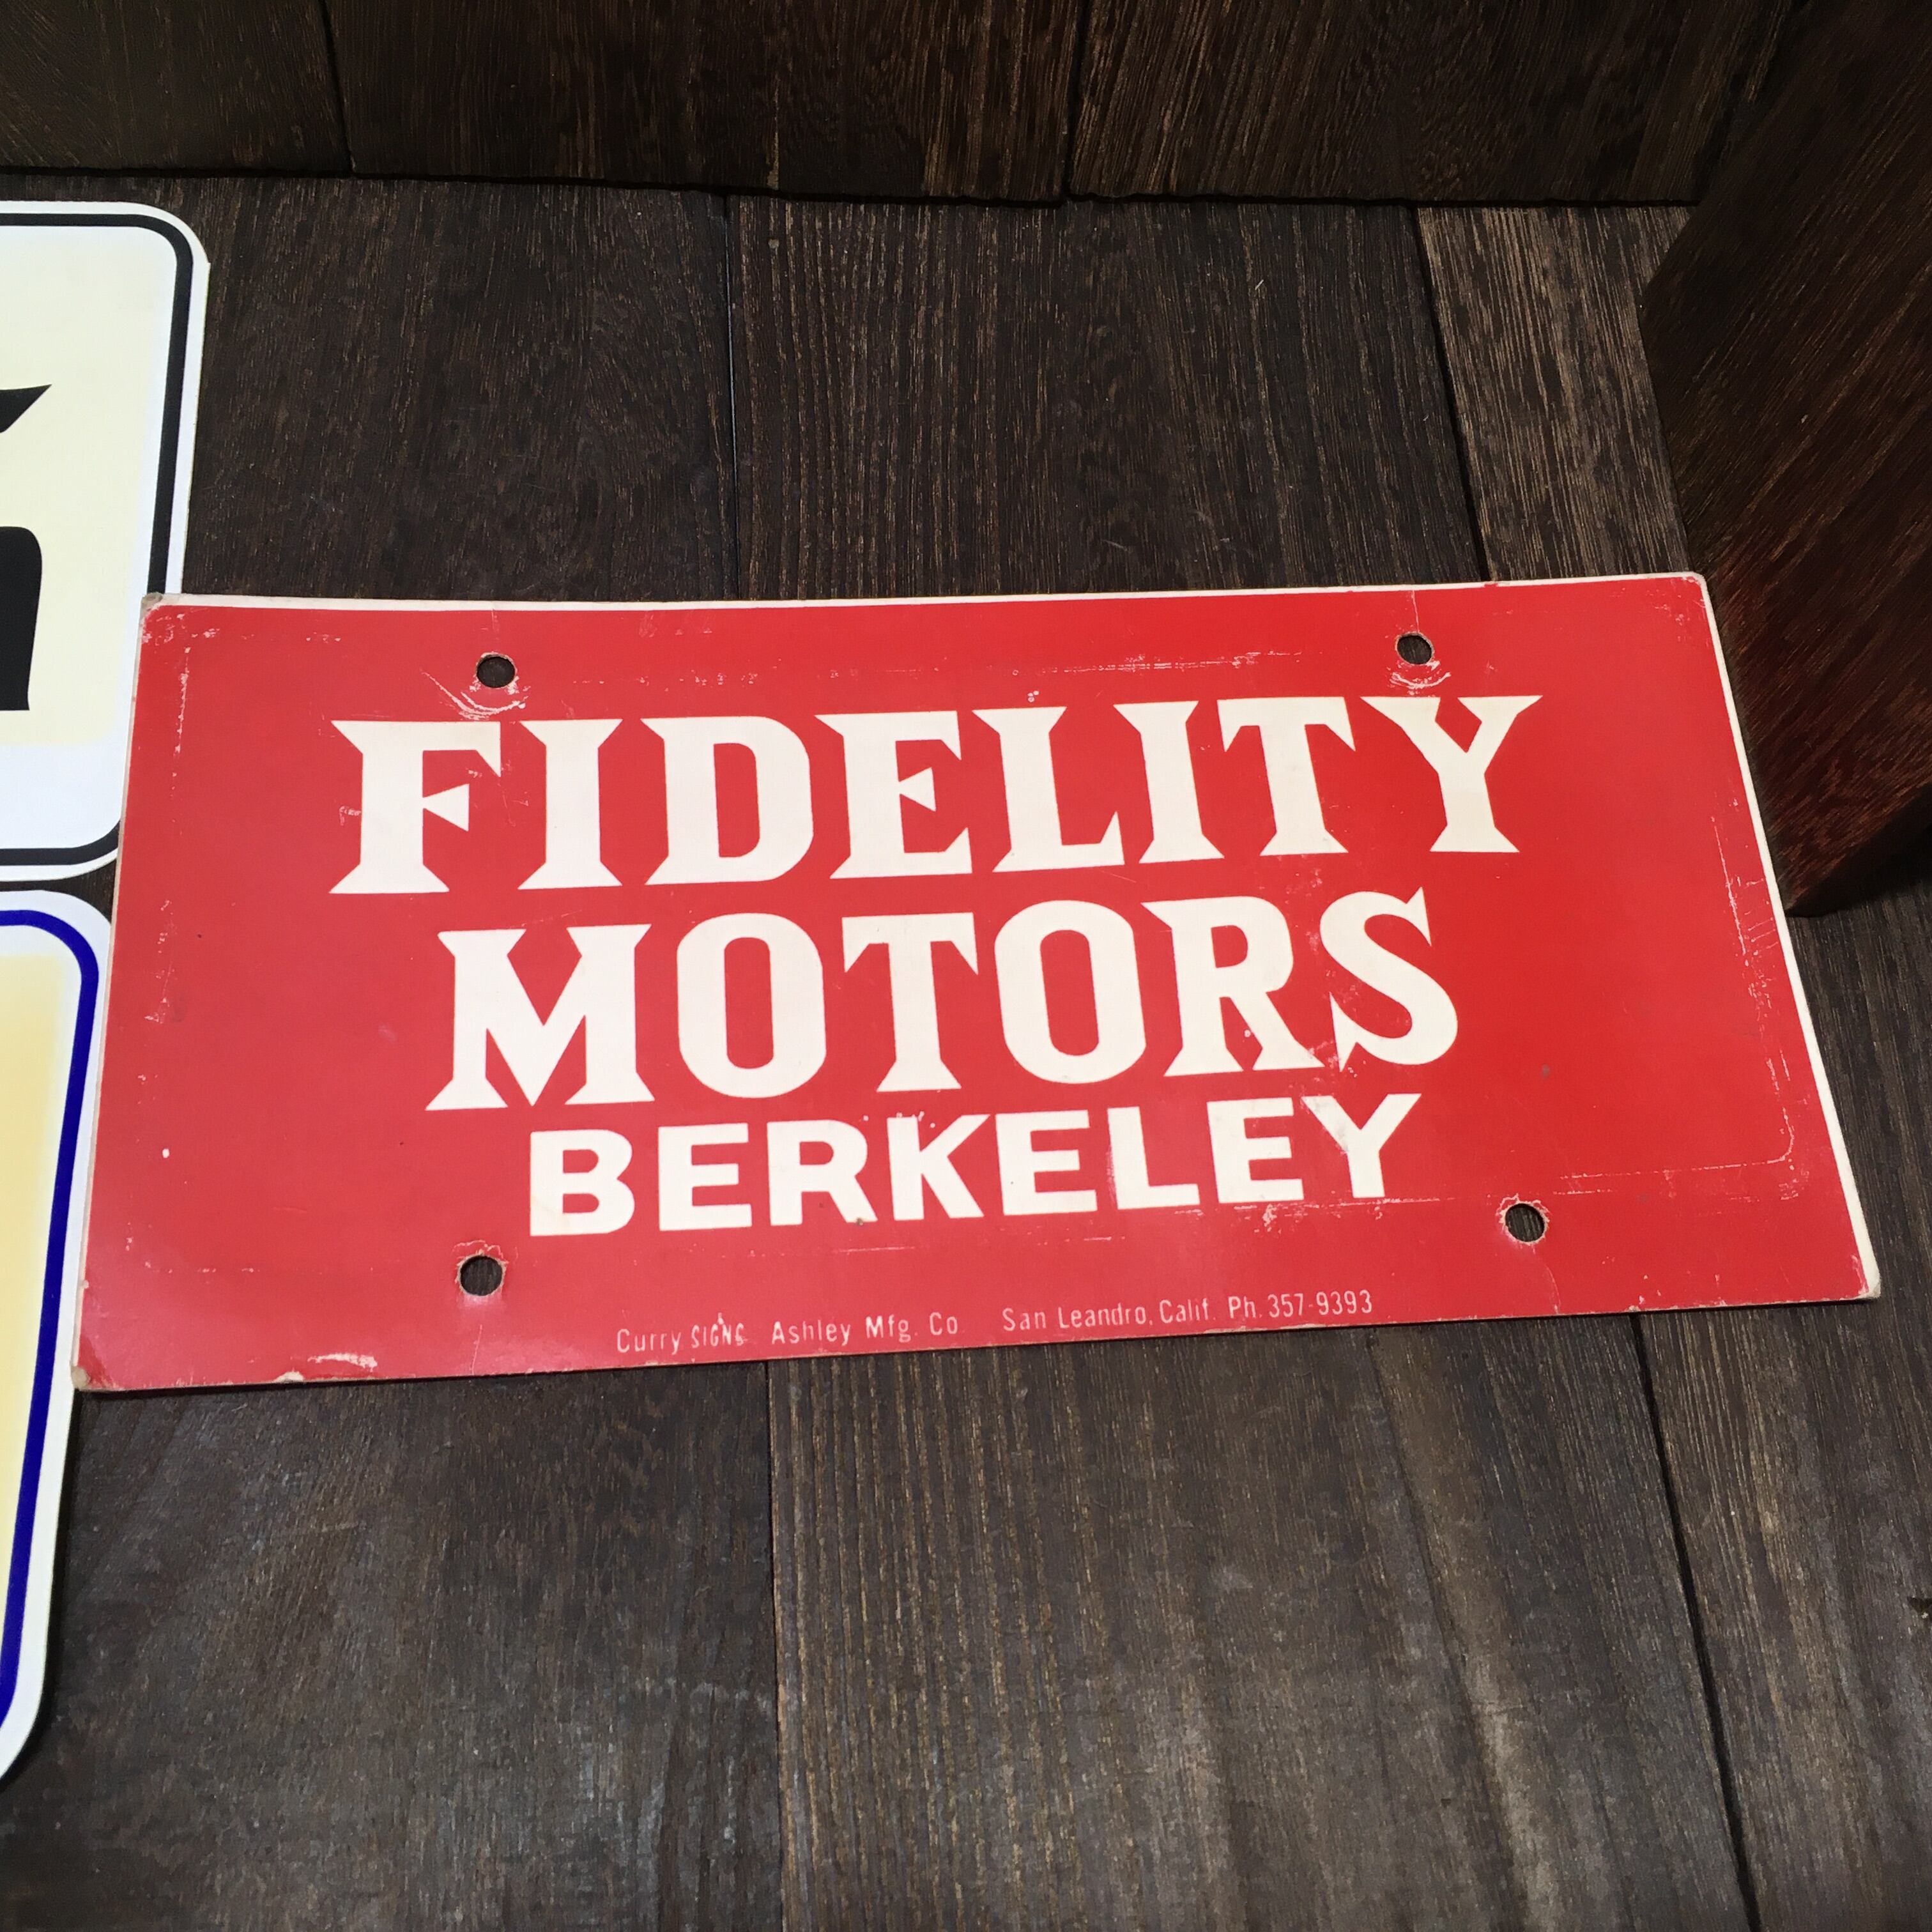 FIDELITY
MOTORS
BERKELEY
Curry SIGNS Ashley Mfg. Co San Leandro, Calif. Ph. 357-9393